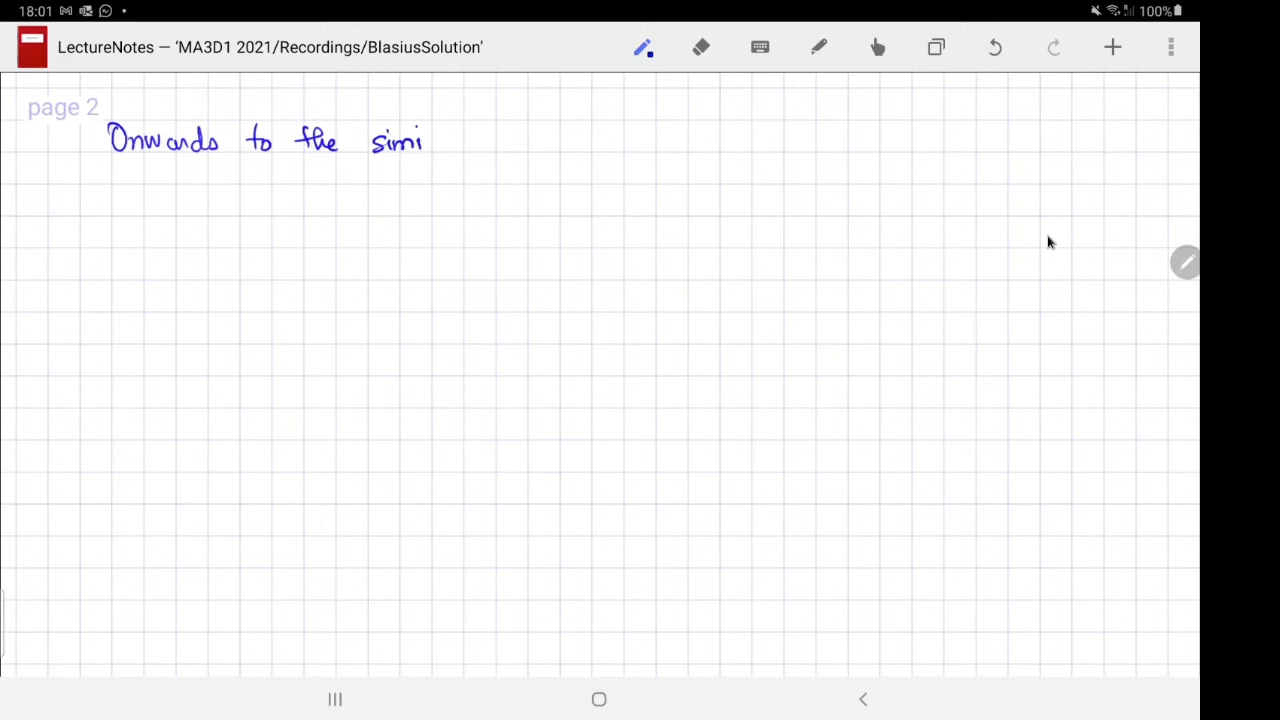 18:01 100%
LectureNotes — ‘MA3D1 2021/Recordings/BlasiusSolution’
page 2
Onwards to the simi